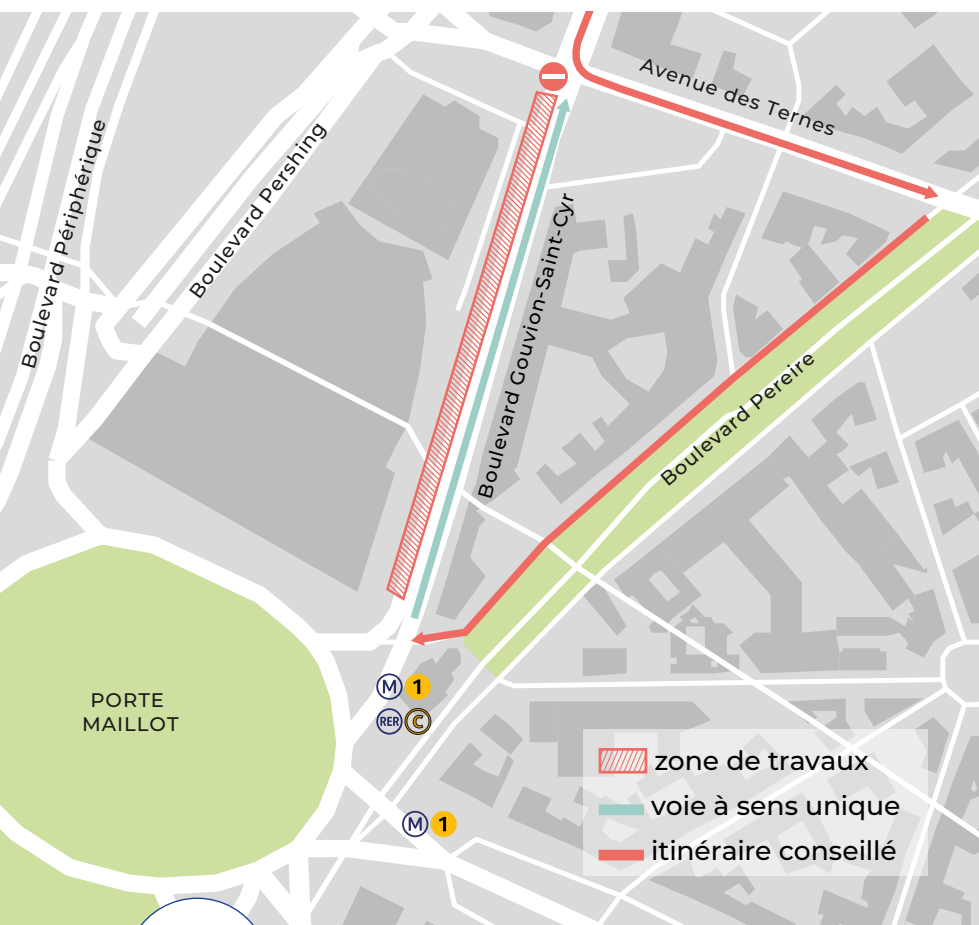 Avenue des Ternes
Boulevard Périphérique
Boulevard Pershing
Boulevard Gouvion-Saint-Cyr
Boulevard Pereire
PORTE
MAILLOT
M 1
RER C
M 1
zone de travaux
voie à sens unique
itinéraire conseillé